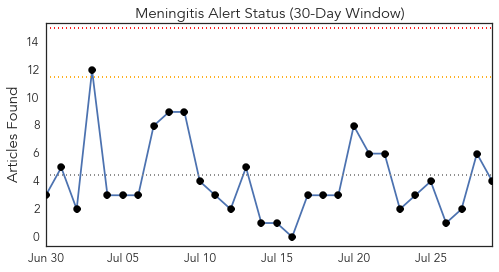 Meningitis Alert Status (30-Day Window)
Articles Found
14
12
10
8
6
4
2
0
Jun 30
Jul 05
Jul 10
Jul 15
Jul 20
Jul 25